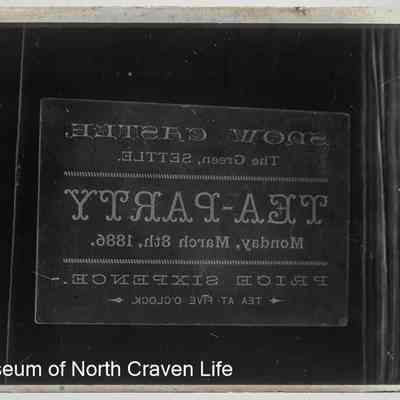 SNOW CASTLE,
The Green, SETTLE.
TEA-PARTY
Monday, March 8th, 1886.
PRICE SIXPENCE.
TEA AT FIVE O'CLOCK.
seum of North Craven Life